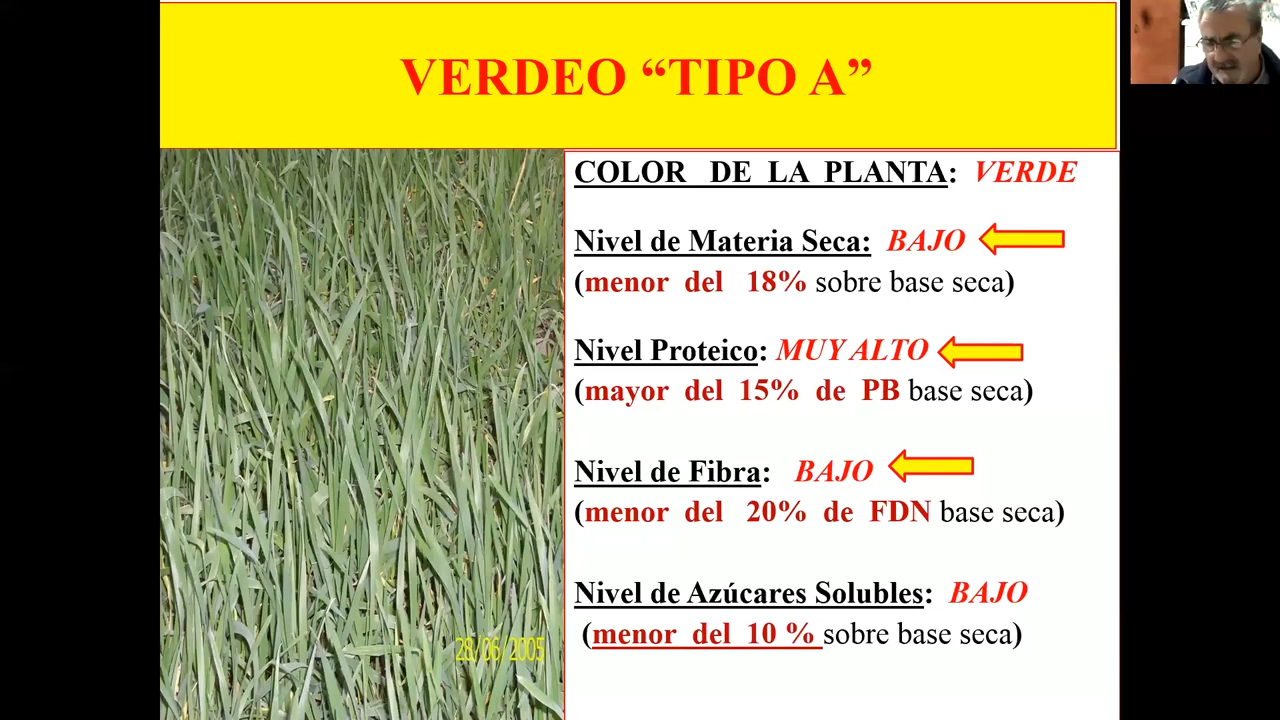 VERDEO “TIPO A”
COLOR DE LA PLANTA: VERDE
Nivel de Materia Seca: BAJO
(menor del 18% sobre base seca)
Nivel Proteico: MUY ALTO
(mayor del 15% de PB base seca)
Nivel de Fibra: BAJO
(menor del 20% de FDN base seca)
Nivel de Azúcares Solubles: BAJO
(menor del 10 % sobre base seca)
28/06/2005